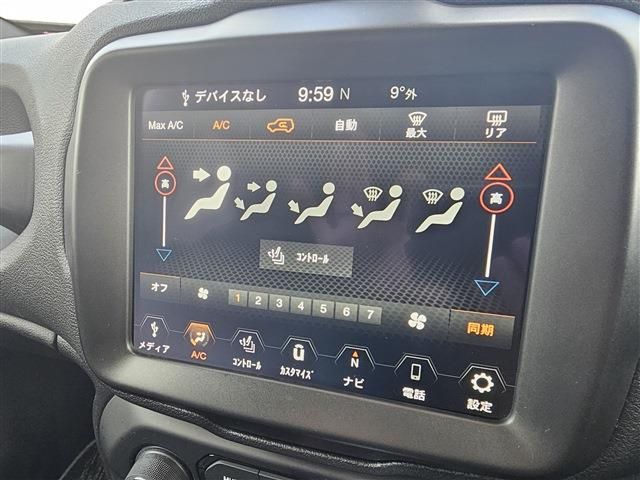 デバイスなし 9:59 N 9°外
Max A/C A/C 自動 最大 リア
高 高
コントロール
オフ 1 2 3 4 5 6 7 同期
メディア A/C コントロール カスタマイズ N ナビ 電話 設定